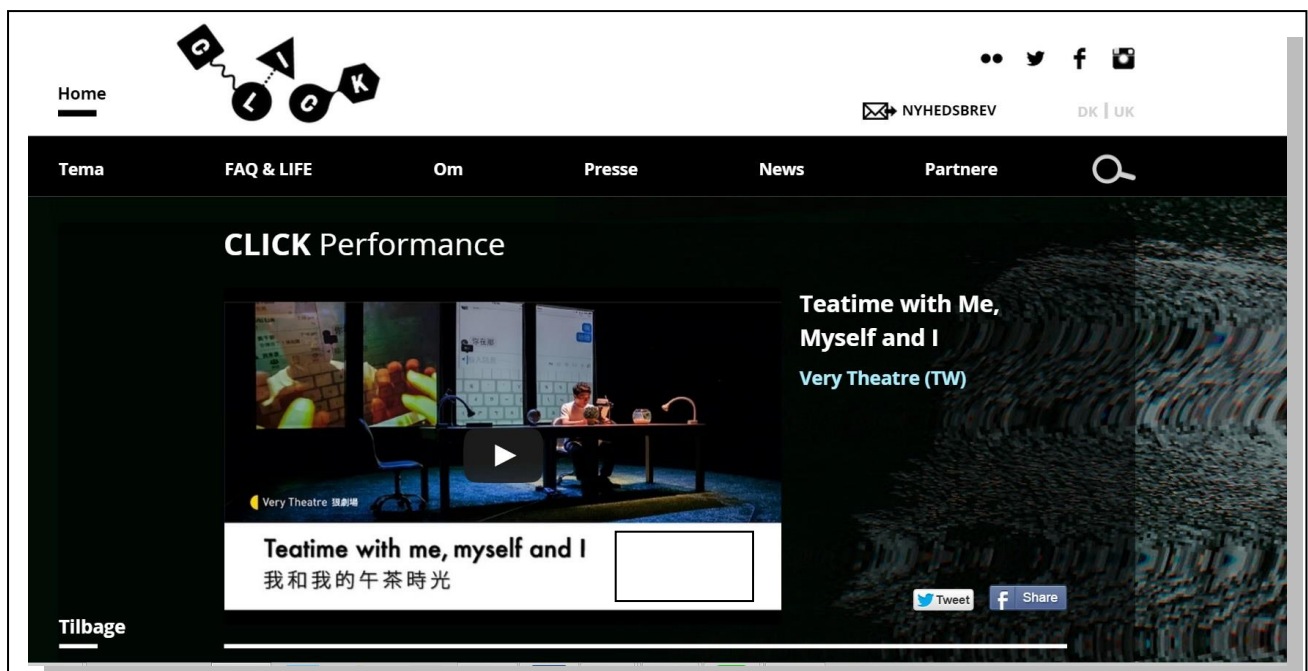 CLICK
Home
NYHEDSBREV
DK | UK
Tema FAQ & LIFE Om Presse News Partnere
CLICK Performance
Teatime with Me,
Myself and I
Very Theatre (TW)
Very Theatre 狠劇場
Teatime with me, myself and I
我和我的午茶時光
Tweet
Share
Tilbage